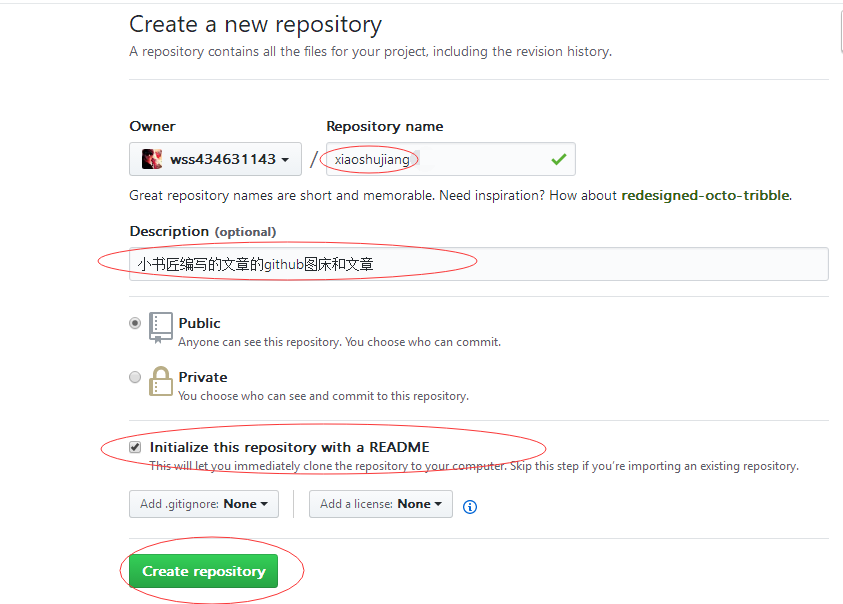 Create a new repository
A repository contains all the files for your project, including the revision history.
Owner
Repository name
wss434631143 / xiaoshujiang
Great repository names are short and memorable. Need inspiration? How about redesigned-octo-tribble.
Description (optional)
小书匠编写的文章的github图床和文章
Public
Anyone can see this repository. You choose who can commit.
Private
You choose who can see and commit to this repository.
Initialize this repository with a README
This will let you immediately clone the repository to your computer. Skip this step if you're importing an existing repository.
Add .gitignore: None
Add a license: None
Create repository